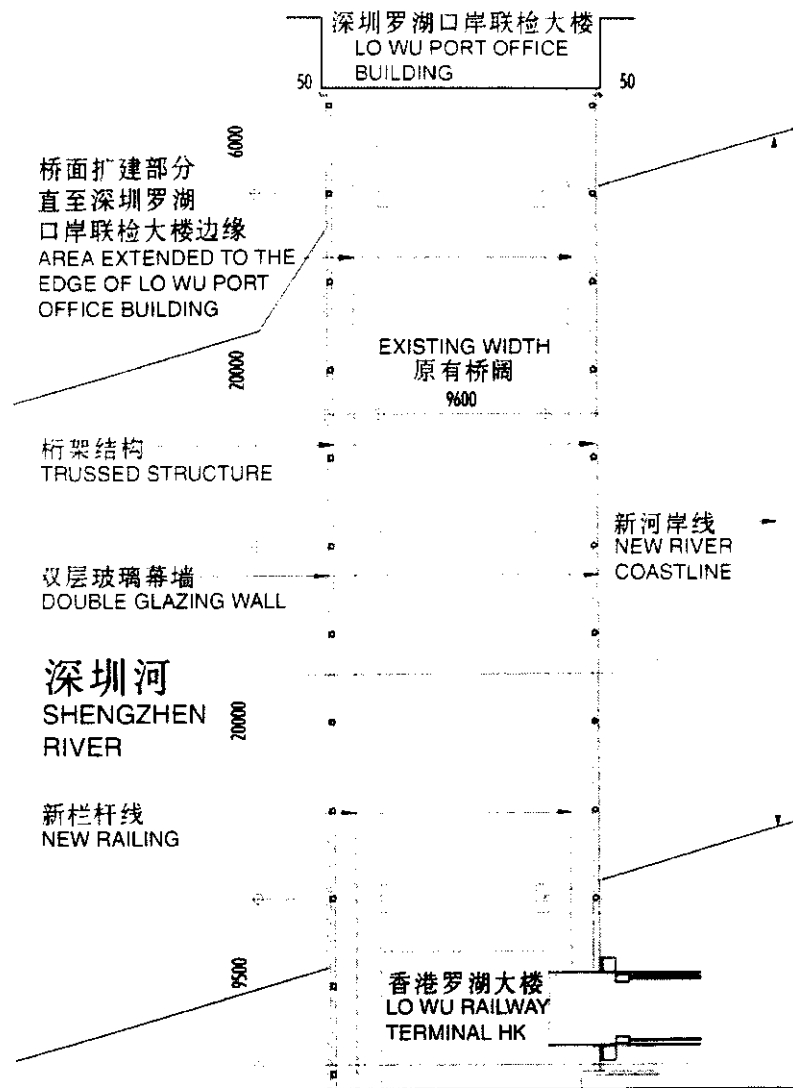 深圳罗湖口岸联检大楼
LO WU PORT OFFICE
BUILDING
50
50
6000
桥面扩建部分
直至深圳罗湖
口岸联检大楼边缘
AREA EXTENDED TO THE
EDGE OF LO WU PORT
OFFICE BUILDING
EXISTING WIDTH
原有桥阔
9600
20000
桁架结构
TRUSSED STRUCTURE
新河岸线
NEW RIVER
COASTLINE
双层玻璃幕墙
DOUBLE GLAZING WALL
深圳河
SHENGZHEN
RIVER
20000
新栏杆线
NEW RAILING
9500
香港罗湖大楼
LO WU RAILWAY
TERMINAL HK